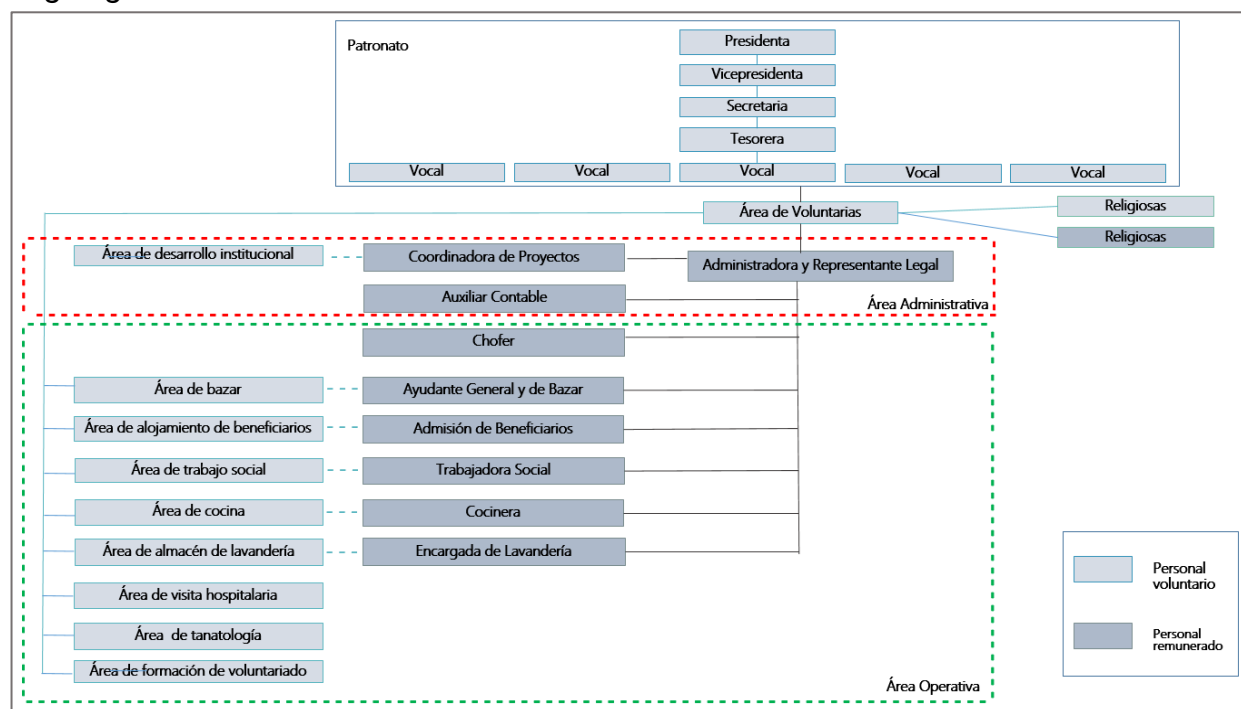 Patronato
Presidenta
Vicepresidenta
Secretaria
Tesorera
Vocal
Vocal
Vocal
Vocal
Vocal
Área de Voluntarias
Religiosas
Religiosas
Área de desarrollo institucional
Coordinadora de Proyectos
Administradora y Representante Legal
Auxiliar Contable
Área Administrativa
Chofer
Área de bazar
Ayudante General y de Bazar
Área de alojamiento de beneficiarios
Admisión de Beneficiarios
Área de trabajo social
Trabajadora Social
Área de cocina
Cocinera
Área de almacén de lavandería
Encargada de Lavandería
Área de visita hospitalaria
Área de tanatología
Área de formación de voluntariado
Área Operativa
Personal
voluntario
Personal
remunerado